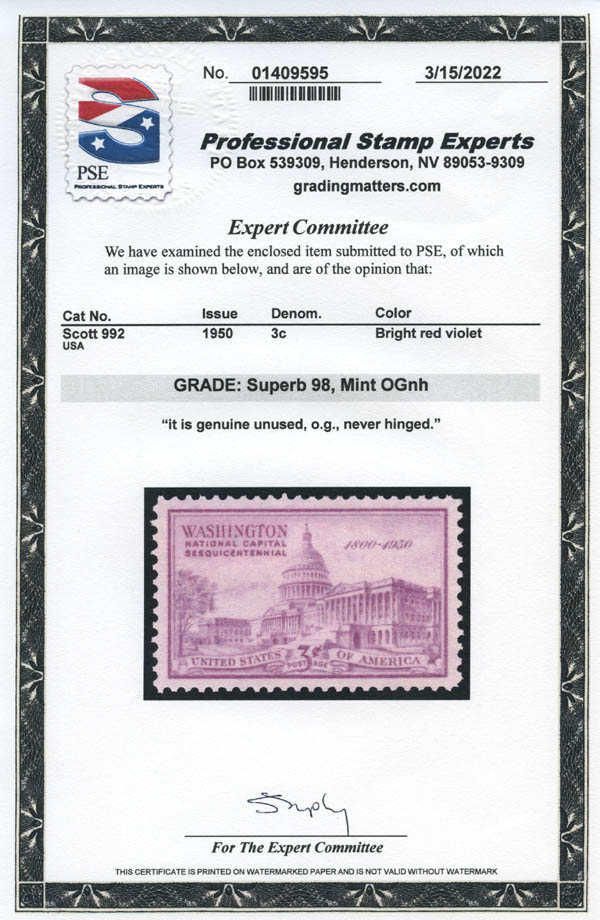 No. 01409595 3/15/2022
PSE
PROFESSIONAL STAMP EXPERTS
Professional Stamp Experts
PO Box 539309, Henderson, NV 89053-9309
gradingmatters.com
Expert Committee
We have examined the enclosed item submitted to PSE, of which
an image is shown below, and are of the opinion that:
Cat No. Issue Denom. Color
Scott 992 1950 3c Bright red violet
USA
GRADE: Superb 98, Mint OGnh
“it is genuine unused, o.g., never hinged.”
WASHINGTON
NATIONAL CAPITAL
SESQUICENTENNIAL
1800-1950
3¢
UNITED STATES POSTAGE OF AMERICA
For The Expert Committee
THIS CERTIFICATE IS PRINTED ON WATERMARKED PAPER AND IS NOT VALID WITHOUT WATERMARK